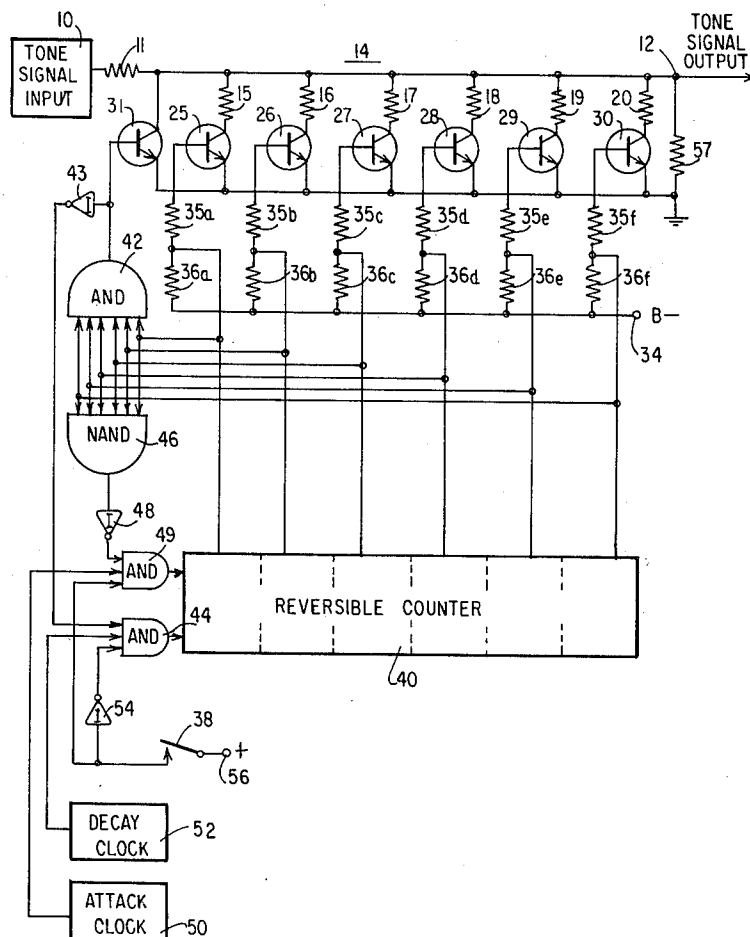 10
TONE
SIGNAL
INPUT
11
14
12
TONE
SIGNAL
OUTPUT
15
16
17
18
19
20
31
25
26
27
28
29
30
57
43
35a
35b
35c
35d
35e
35f
42
AND
36a
36b
36c
36d
36e
36f
B-
34
NAND
46
I
48
49
AND
44
AND
REVERSIBLE COUNTER
40
I
54
38
+
56
DECAY
CLOCK
52
ATTACK
CLOCK
50